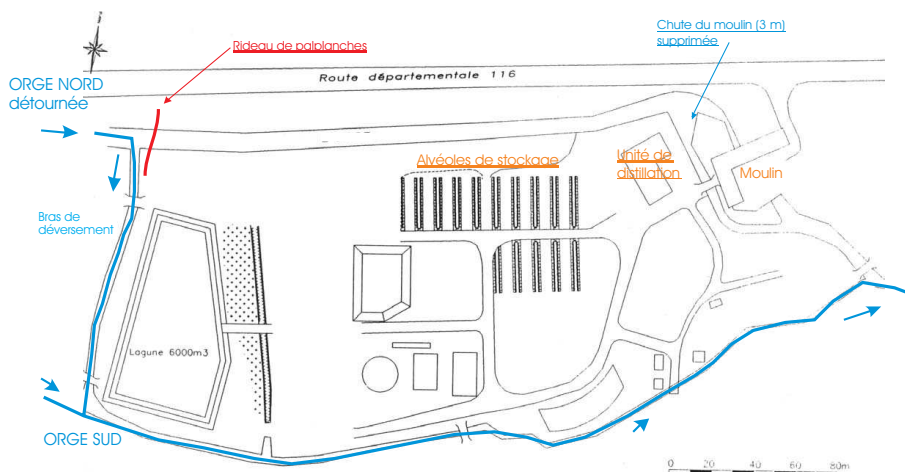 Chute du moulin (3 m)
supprimée
Rideau de palplanches
Route départementale 116
ORGE NORD
détournée
Alvéoles de stockage
Unité de
distillation
Moulin
Bras de
déversement
Lagune 6000m3
ORGE SUD
0 20 40 60 80m